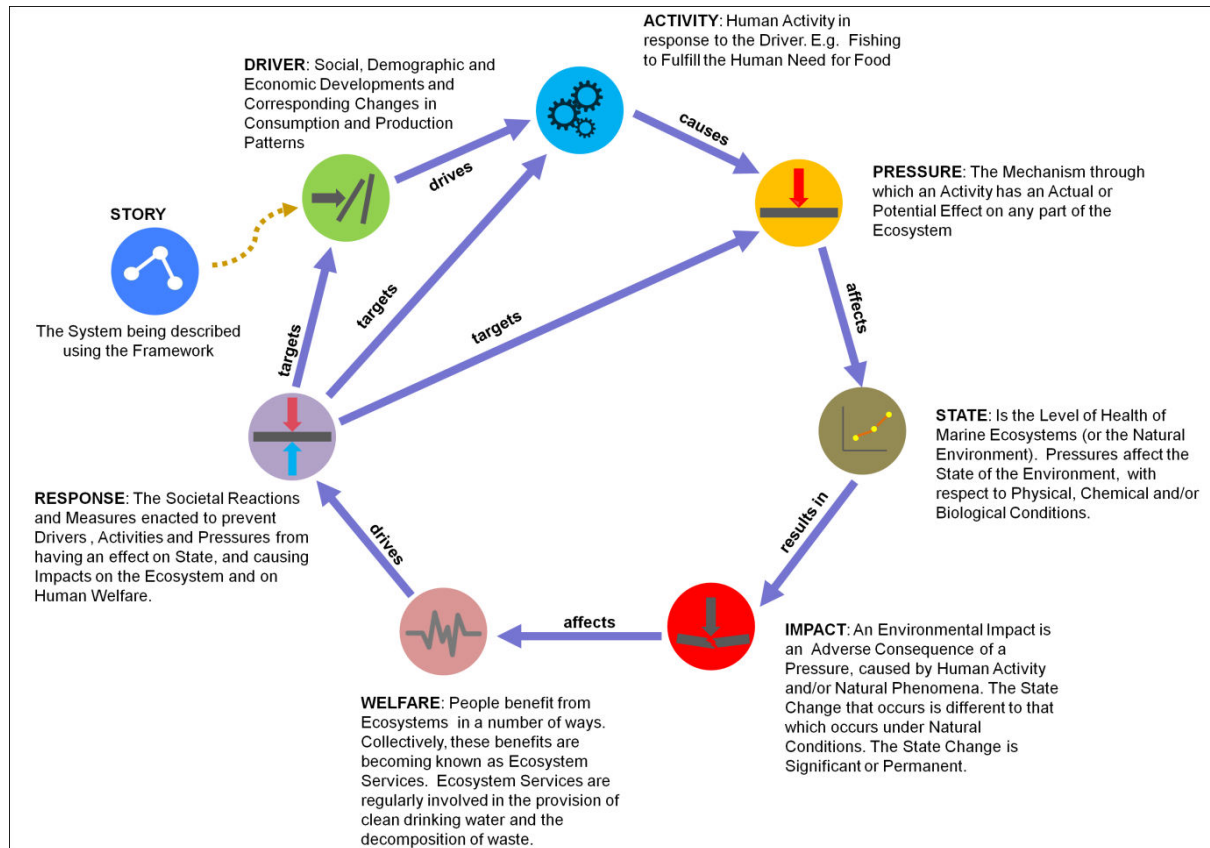 ACTIVITY: Human Activity in
response to the Driver. E.g. Fishing
to Fulfill the Human Need for Food
DRIVER: Social, Demographic and
Economic Developments and
Corresponding Changes in
Consumption and Production
Patterns
drives
causes
PRESSURE: The Mechanism through
which an Activity has an Actual or
Potential Effect on any part of the
Ecosystem
STORY
The System being described
using the Framework
targets
targets
targets
affects
STATE: Is the Level of Health of
Marine Ecosystems (or the Natural
Environment). Pressures affect the
State of the Environment, with
respect to Physical, Chemical and/or
Biological Conditions.
RESPONSE: The Societal Reactions
and Measures enacted to prevent
Drivers , Activities and Pressures from
having an effect on State, and causing
Impacts on the Ecosystem and on
Human Welfare.
results in
drives
affects
IMPACT: An Environmental Impact is
an Adverse Consequence of a
Pressure, caused by Human Activity
and/or Natural Phenomena. The State
Change that occurs is different to that
which occurs under Natural
Conditions. The State Change is
Significant or Permanent.
WELFARE: People benefit from
Ecosystems in a number of ways.
Collectively, these benefits are
becoming known as Ecosystem
Services. Ecosystem Services are
regularly involved in the provision of
clean drinking water and the
decomposition of waste.